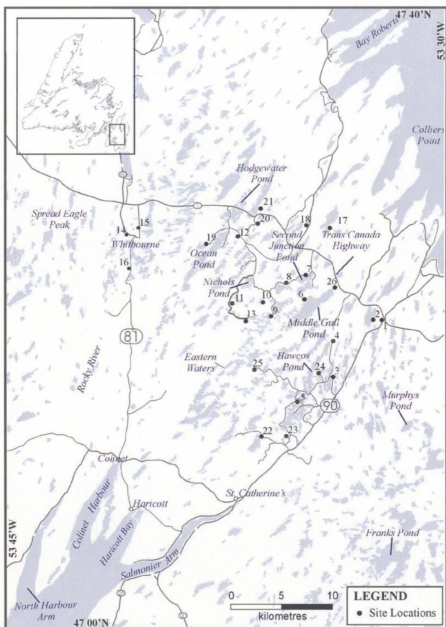 47 40'
53 30'W
Bay Roberts
Colliers
Point
Hodgewater
Pond
Spread Eagle
Peak
21
20
15
14
Whitbourne
12
19
Ocean
Pond
Second
Junction
Pond
18
17
Trans Canada
Highway
16
Nichols
Pond
7
8
6
26
11
10
9
13
2
1
Middle Gull
Pond
81
4
Rocky River
Eastern
Waters
25
Hawcos
Pond
24
3
5
90
Murphys
Pond
22
23
Colinet
St. Catherine's
Colinet Harbour
Haricott
Haricott Bay
Salmonier Arm
Franks Pond
53 45'
North Harbour
Arm
47 00'N
0 5 10
kilometres
LEGEND
Site Locations